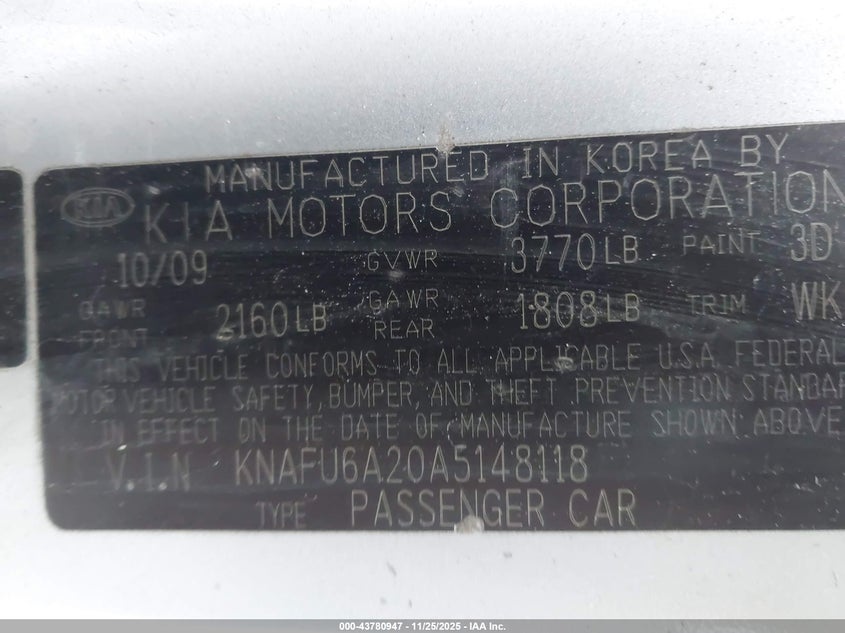 MANUFACTURED IN KOREA BY
KIA KIA MOTORS CORPORATION
10/09 GVWR 3770LB PAINT 3D
GAWR FRONT 2160LB GAWR REAR 1808LB TRIM WK
THIS VEHICLE CONFORMS TO ALL APPLICABLE U.S.A. FEDERAL
MOTOR VEHICLE SAFETY, BUMPER, AND THEFT PREVENTION STANDAR
IN EFFECT ON THE DATE OF MANUFACTURE SHOWN ABOVE
V.I.N KNAFU6A20A5148118
TYPE PASSENGER CAR
000-43780947 - 11/25/2025 - IAA Inc.